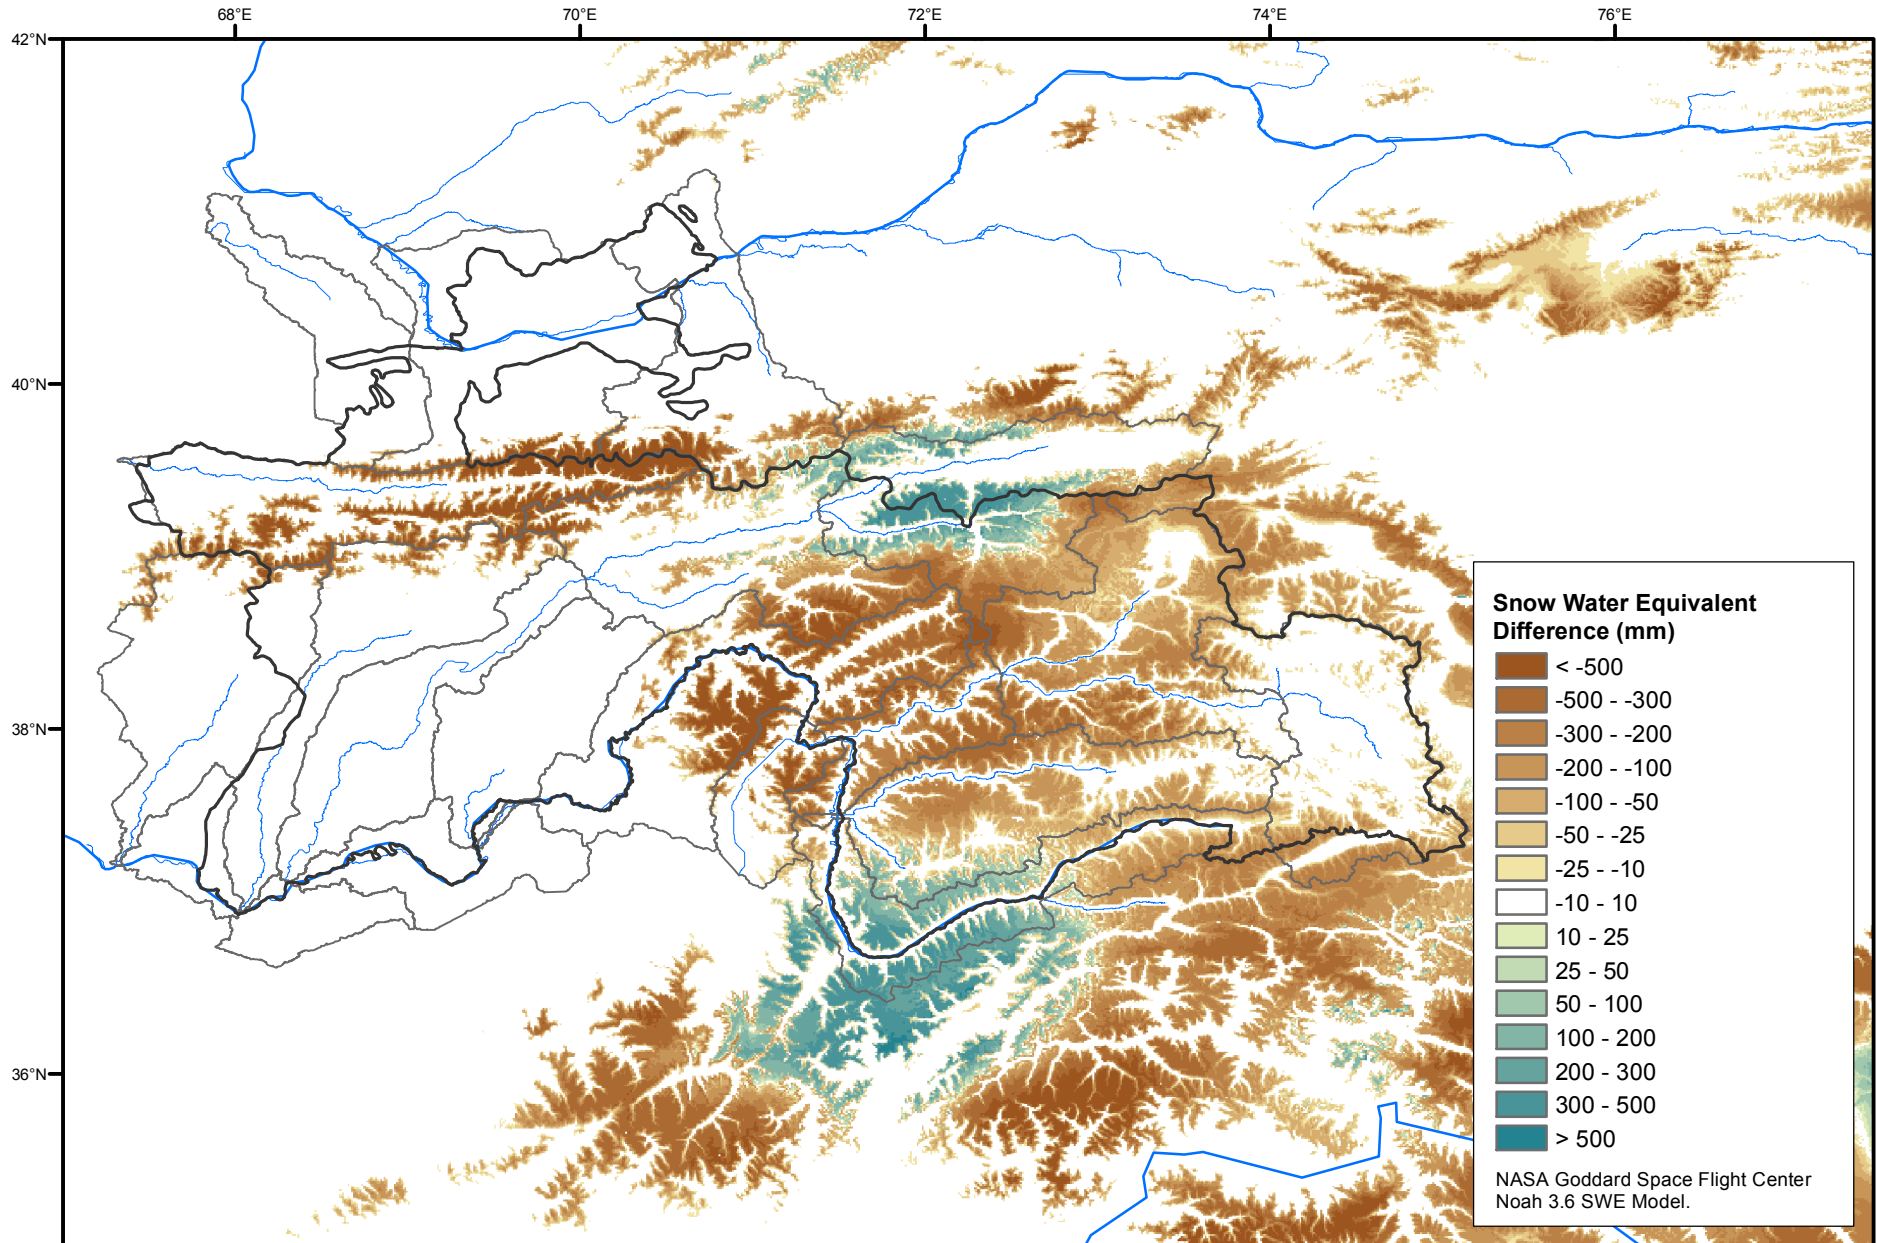 68°E
70°E
72°E
74°E
76°E
42°N
40°N
38°N
36°N
Snow Water Equivalent
Difference (mm)
< -500
-500 - -300
-300 - -200
-200 - -100
-100 - -50
-50 - -25
-25 - -10
-10 - 10
10 - 25
25 - 50
50 - 100
100 - 200
200 - 300
300 - 500
> 500
NASA Goddard Space Flight Center
Noah 3.6 SWE Model.